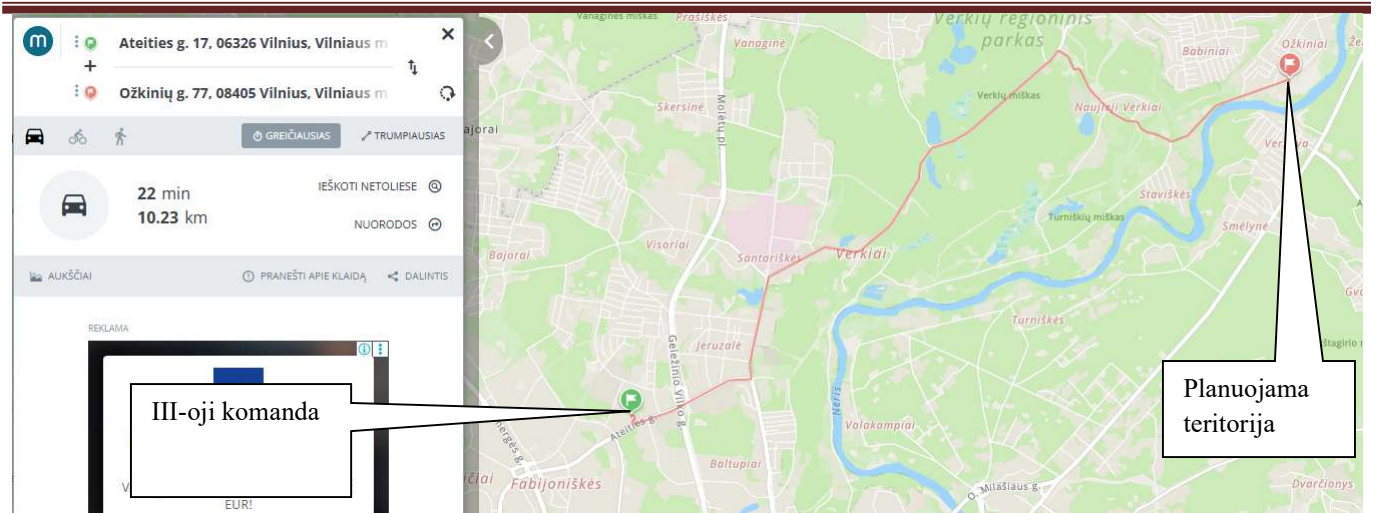 m
Ateities g. 17, 06326 Vilnius, Vilniaus m
Ožkinių g. 77, 08405 Vilnius, Vilniaus m
GREIČIAUSIAS
TRUMPIAUSIAS
22 min
10.23 km
IEŠKOTI NETOLIESE
NUORODOS
AUKŠČIAI
PRANEŠTI APIE KLAIDĄ
DALINTIS
REKLAMA
III-oji komanda
V
EUR!
Vanaginės miškas
Prašiškės
Verkių regioninis
parkas
Vanaginė
Babiniai
Ožkiniai
Skersinė
Molėtų pl.
Verkių miškas
Naujieji Verkiai
ajorai
Staviškės
Turniškių miškas
Smėlynė
Visoriai
Bajorai
Santariškės
Verkiai
Turniškės
Jeruzalė
Geležinio Vilko g.
Neris
Ateities g.
Valakampiai
Baltupiai
Fabijoniškės
O. Milašiaus g.
Dvarčionys
Planuojama
teritorija